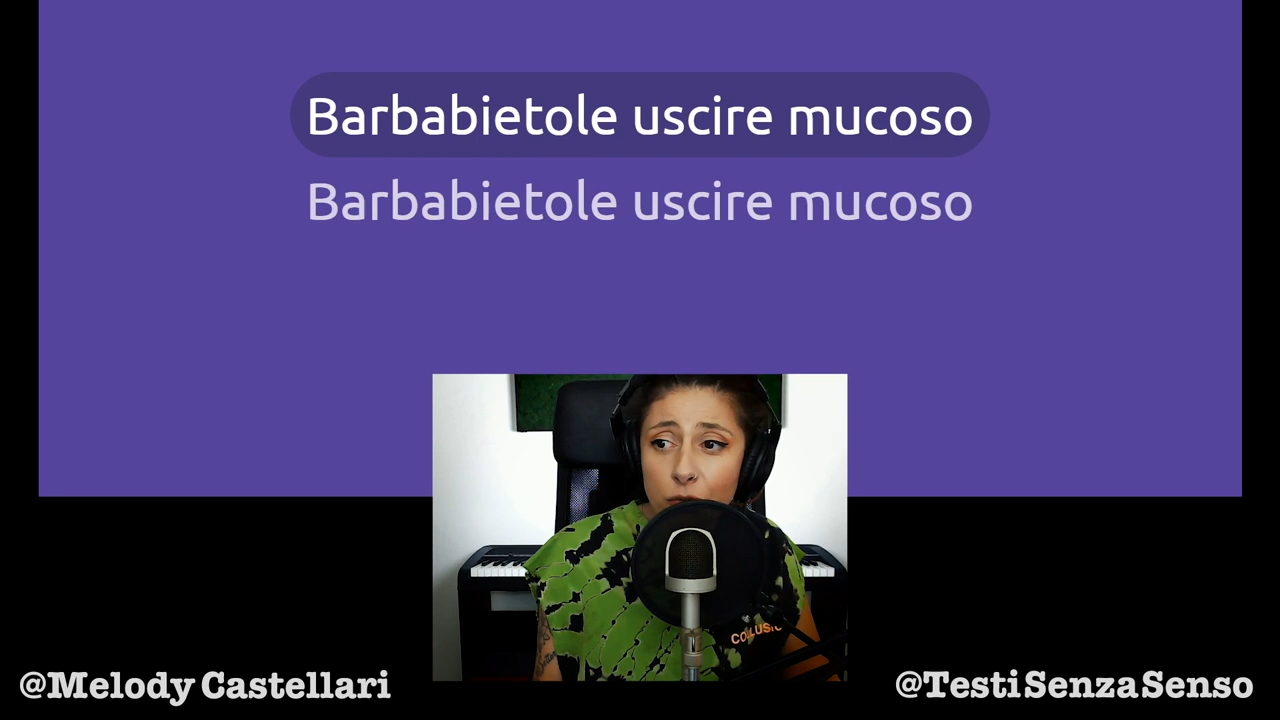 Barbabietole uscire mucoso
Barbabietole uscire mucoso
@Melody Castellari
@TestiSenzaSenso